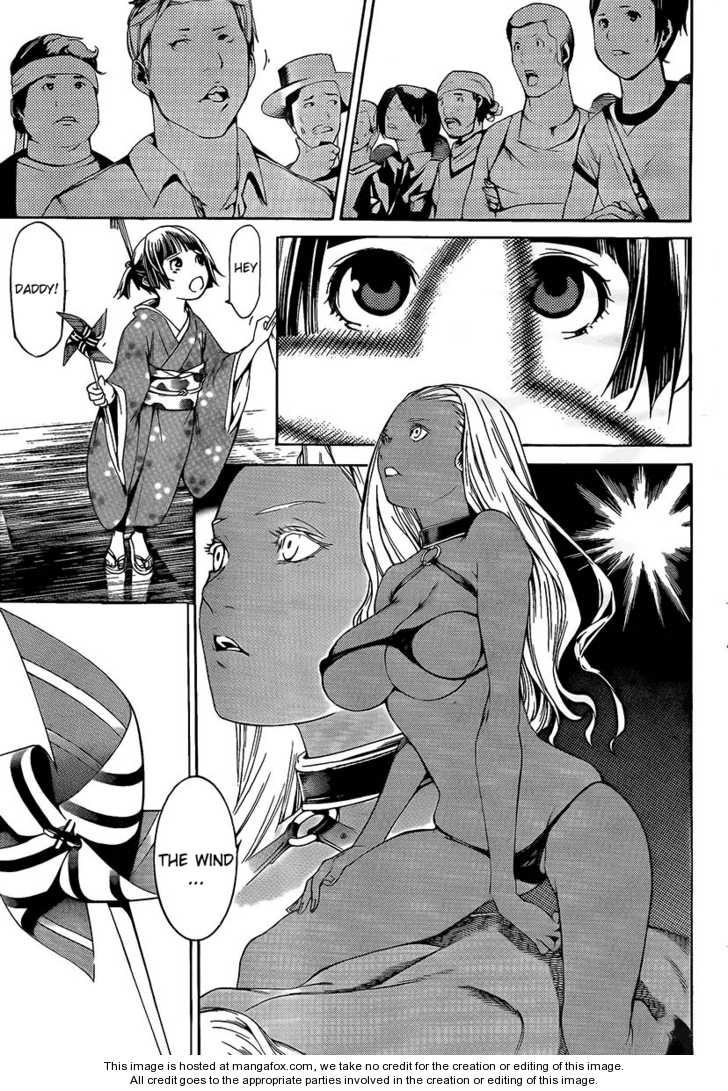 HEY
DADDY!
THE WIND
...
This image is hosted at mangafox.com, we take no credit for the creation or editing of this image.
All credit goes to the appropriate parties involved in the creation or editing of this image.